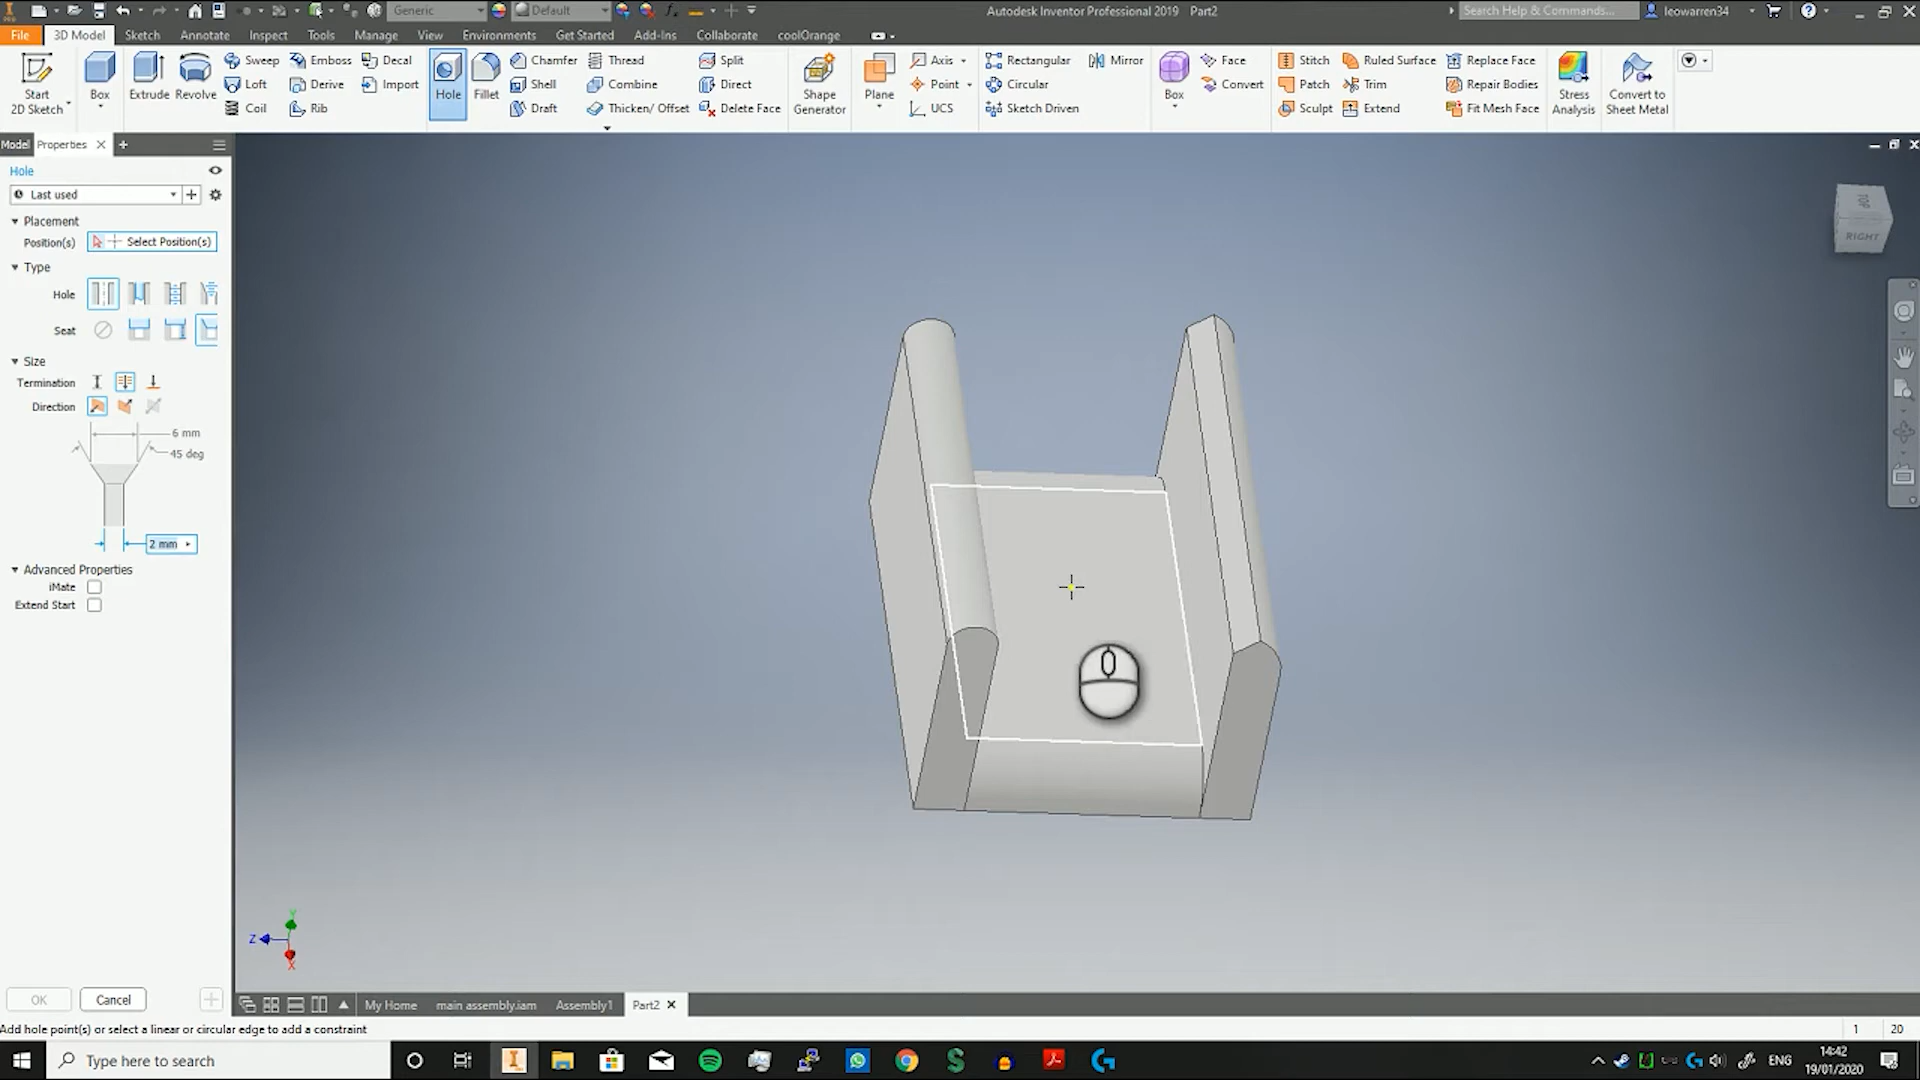 Generic
Default
Autodesk Inventor Professional 2019 Part2
Search Help & Commands...
leowarren34
File
3D Model
Sketch
Annotate
Inspect
Tools
Manage
View
Environments
Get Started
Add-Ins
Collaborate
coolOrange
Start
2D Sketch
Box
Extrude
Revolve
Sweep
Loft
Coil
Emboss
Derive
Rib
Decal
Import
Hole
Fillet
Chamfer
Shell
Draft
Thread
Combine
Thicken/ Offset
Split
Direct
Delete Face
Shape
Generator
Plane
Axis
Point
UCS
Rectangular
Circular
Sketch Driven
Mirror
Box
Face
Convert
Stitch
Patch
Sculpt
Ruled Surface
Trim
Extend
Replace Face
Repair Bodies
Fit Mesh Face
Stress
Analysis
Convert to
Sheet Metal
Model
Properties
Hole
Last used
Placement
Position(s)
Select Position(s)
Type
Hole
Seat
Size
Termination
Direction
6 mm
45 deg
2 mm
Advanced Properties
iMate
Extend Start
TOP
RIGHT
Y
Z
X
OK
Cancel
My Home
main assembly.iam
Assembly1
Part2
Add hole point(s) or select a linear or circular edge to add a constraint
1
20
Type here to search
ENG
14:42
19/01/2020